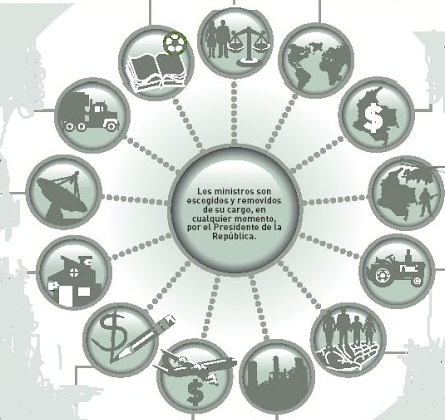 Los ministros son
escogidos y removidos
de su cargo, en
cualquier momento,
por el Presidente de la
República.
$
$
$